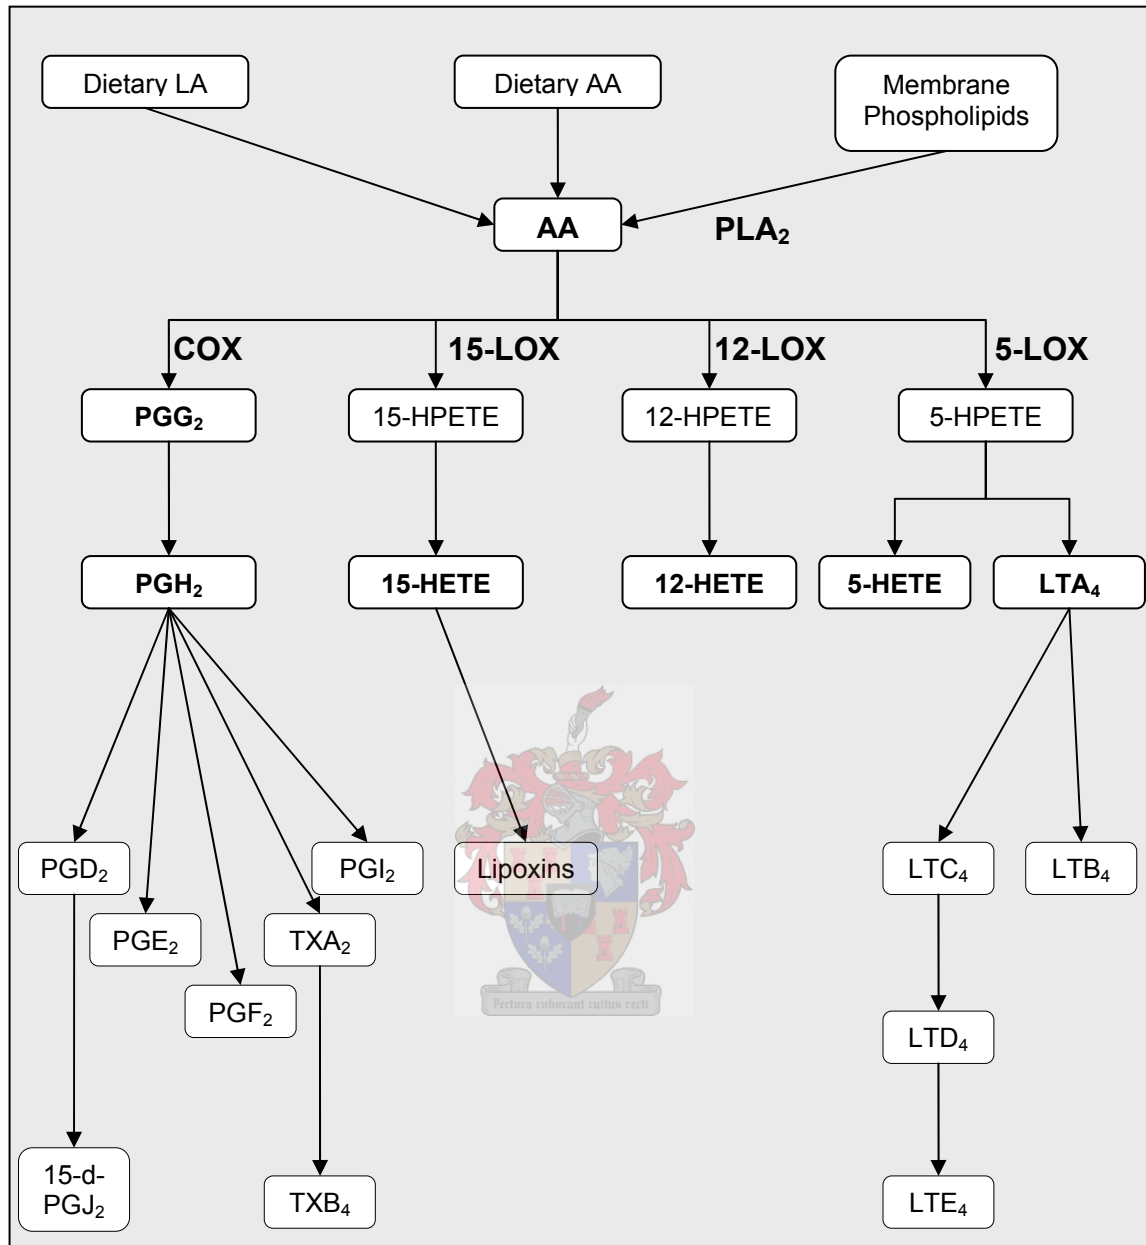 Dietary LA
Dietary AA
Membrane
Phospholipids
AA
PLA₂
COX
15-LOX
12-LOX
5-LOX
PGG₂
15-HPETE
12-HPETE
5-HPETE
PGH₂
15-HETE
12-HETE
5-HETE
LTA₄
PGD₂
PGI₂
Lipoxins
LTC₄
LTB₄
PGE₂
TXA₂
PGF₂
Pectora roborant cultus recti
LTD₄
15-d-
PGJ₂
TXB₄
LTE₄